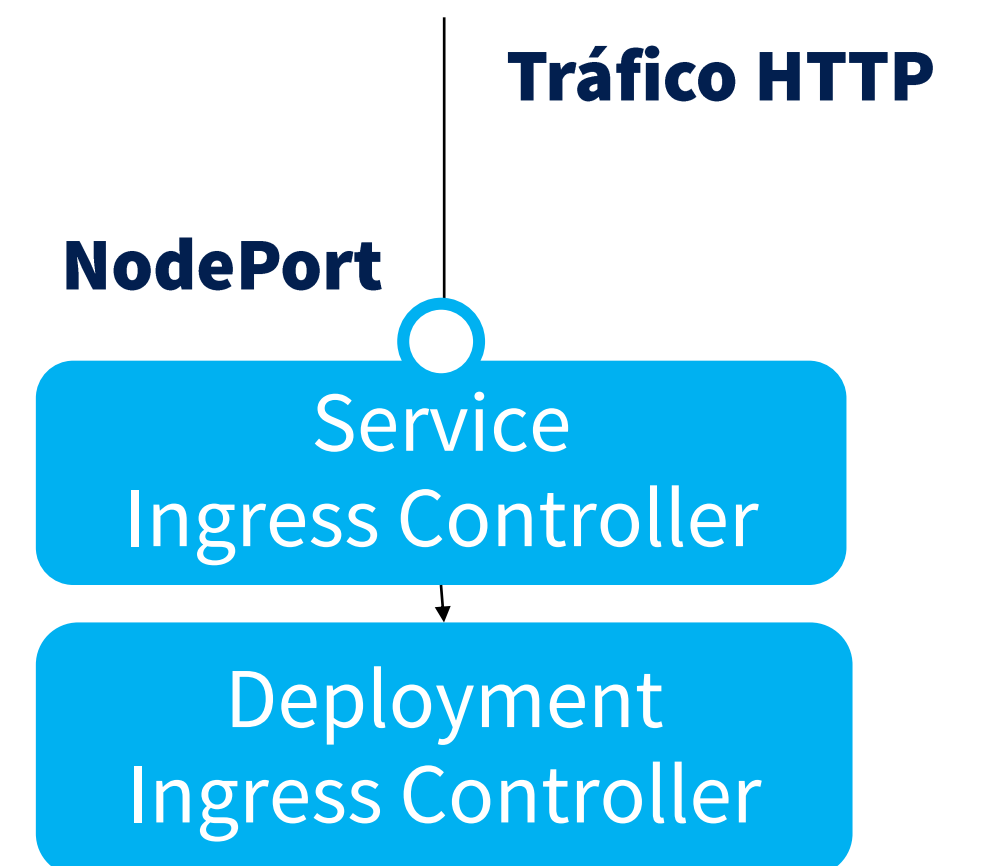 Tráfico HTTP
NodePort
Service
Ingress Controller
Deployment
Ingress Controller